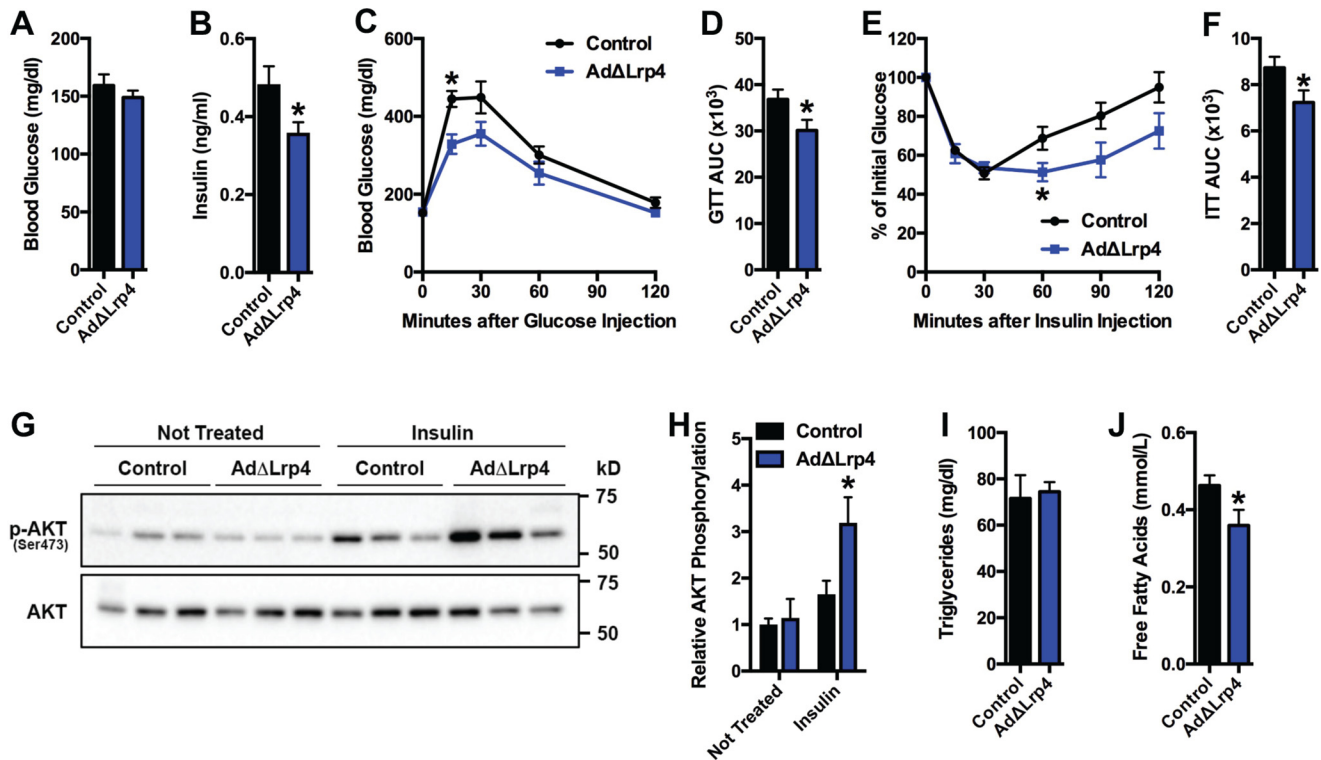 A
Blood Glucose (mg/dl)
200
150
100
50
0
Control
AdΔLrp4
B
Insulin (ng/ml)
0.6
0.4
0.2
0.0
Control
AdΔLrp4
C
Blood Glucose (mg/dl)
600
400
200
0
0 30 60 90 120
Minutes after Glucose Injection
Control
AdΔLrp4
*
D
GTT AUC (x10³)
50
40
30
20
10
0
Control
AdΔLrp4
*
E
% of Initial Glucose
120
100
80
60
40
20
0
0 30 60 90 120
Minutes after Insulin Injection
*
Control
AdΔLrp4
F
ITT AUC (x10³)
10
8
6
4
2
0
Control
AdΔLrp4
*
G
Not Treated Insulin
Control AdΔLrp4 Control AdΔLrp4 kD
p-AKT
(Ser473)
75
50
AKT
75
50
H
Relative AKT Phosphorylation
5
4
3
2
1
0
Control
AdΔLrp4
*
Not Treated
Insulin
I
Triglycerides (mg/dl)
100
80
60
40
20
0
Control
AdΔLrp4
J
Free Fatty Acids (mmol/L)
0.6
0.4
0.2
0.0
Control
AdΔLrp4
*